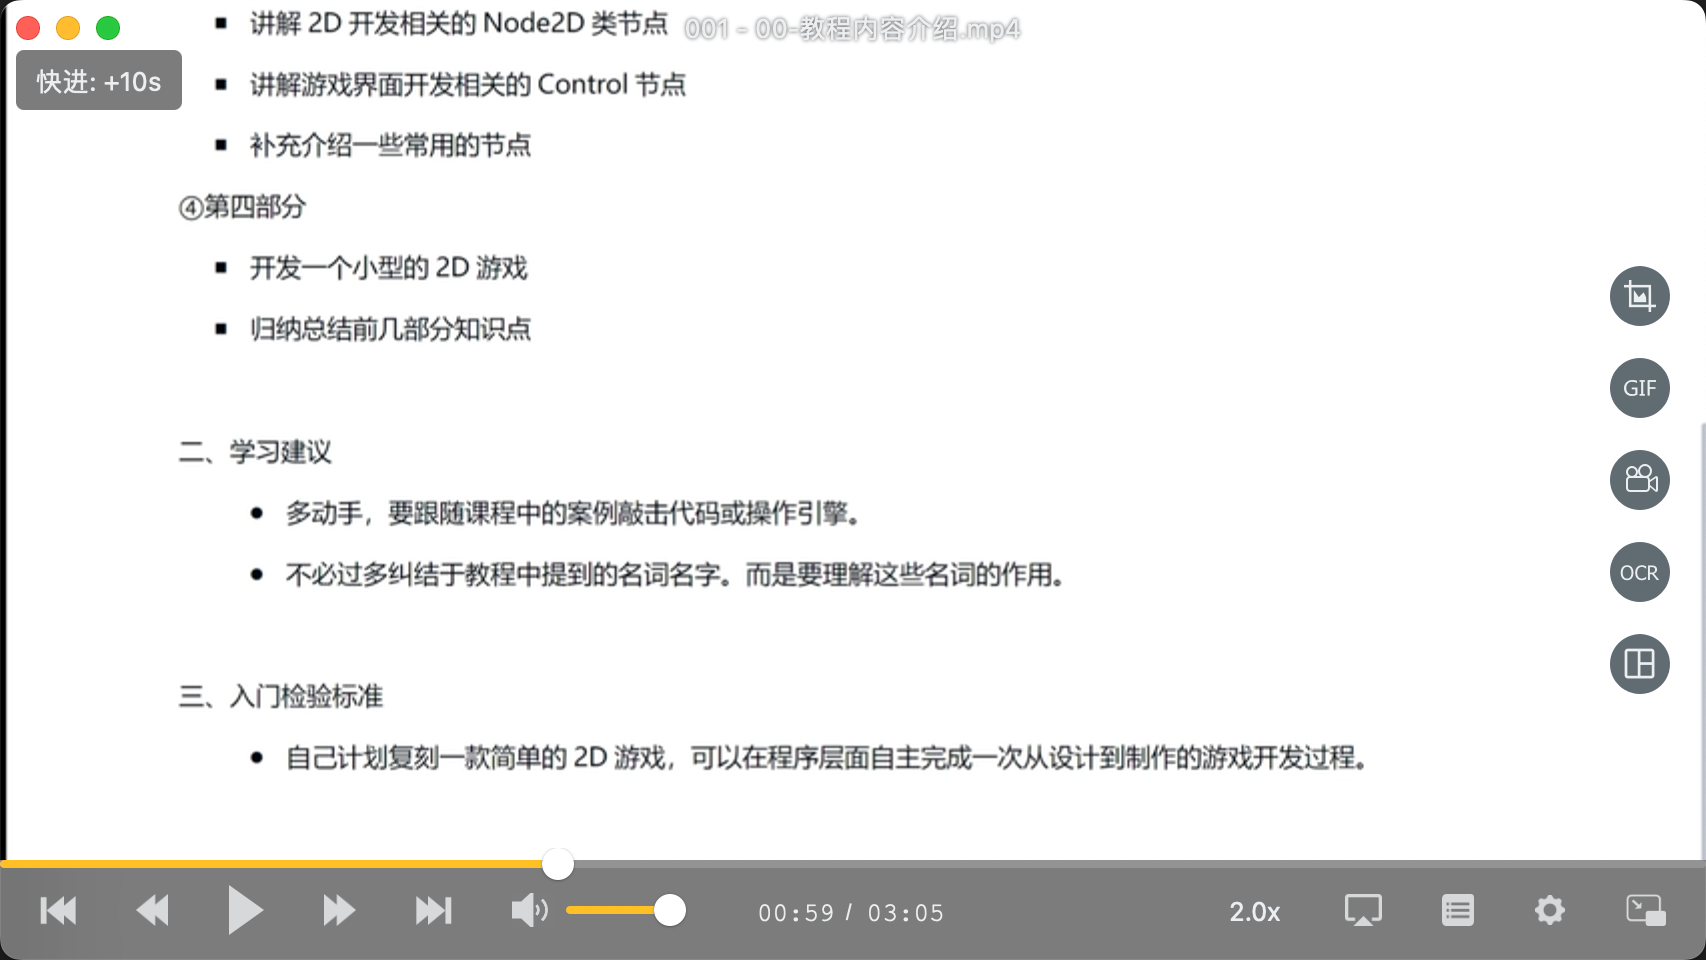 讲解 2D 开发相关的 Node2D 类节点
001 - 00-教程内容介绍.mp4
快进: +10s
讲解游戏界面开发相关的 Control 节点
补充介绍一些常用的节点
④第四部分
开发一个小型的 2D 游戏
归纳总结前几部分知识点
二、学习建议
多动手，要跟随课程中的案例敲击代码或操作引擎。
不必过多纠结于教程中提到的名词名字。而是要理解这些名词的作用。
三、入门检验标准
自己计划复刻一款简单的 2D 游戏，可以在程序层面自主完成一次从设计到制作的游戏开发过程。
GIF
OCR
00:59 / 03:05
2.0x